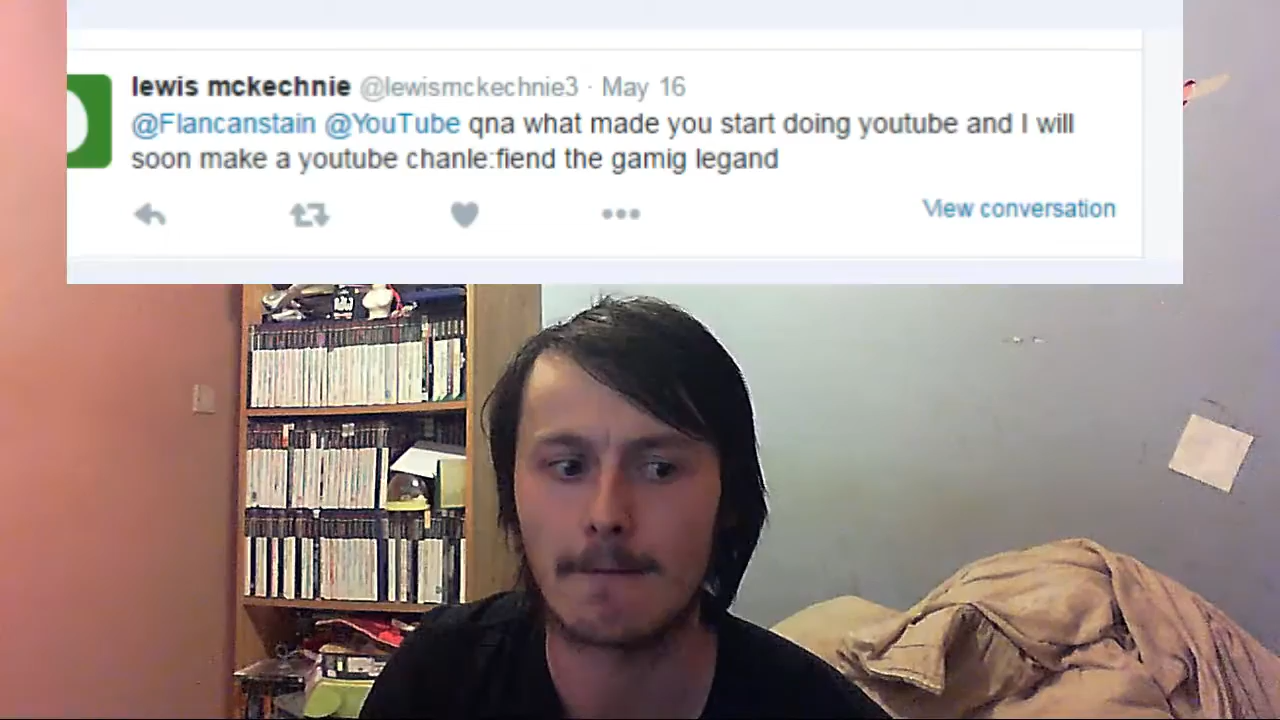 lewis mckechnie @lewismckechnie3 · May 16
@Flancanstain @YouTube qna what made you start doing youtube and I will
soon make a youtube chanle:fiend the gamig legand
View conversation